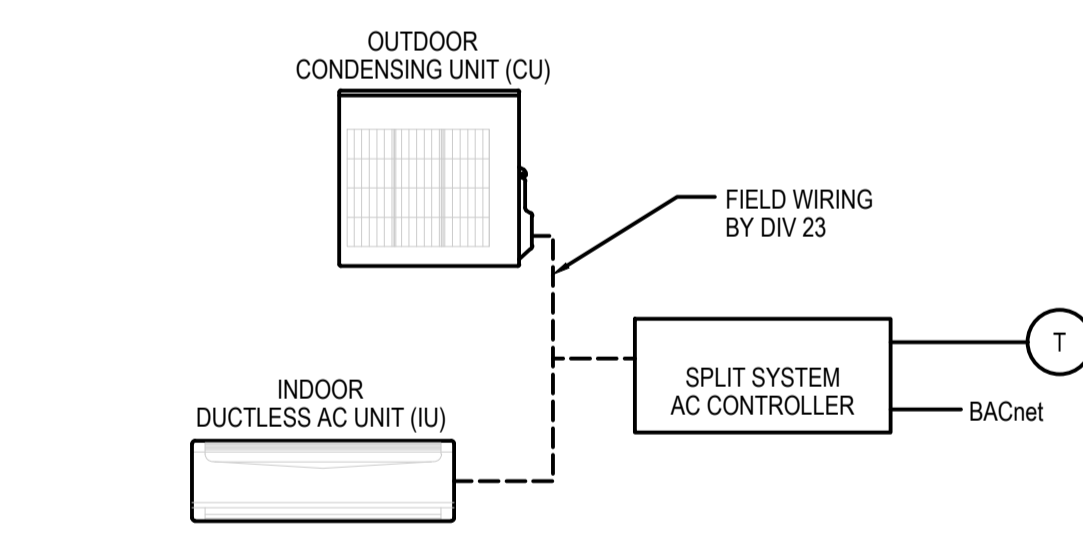 OUTDOOR
CONDENSING UNIT (CU)
FIELD WIRING
BY DIV 23
T
SPLIT SYSTEM
AC CONTROLLER
BACnet
INDOOR
DUCTLESS AC UNIT (IU)